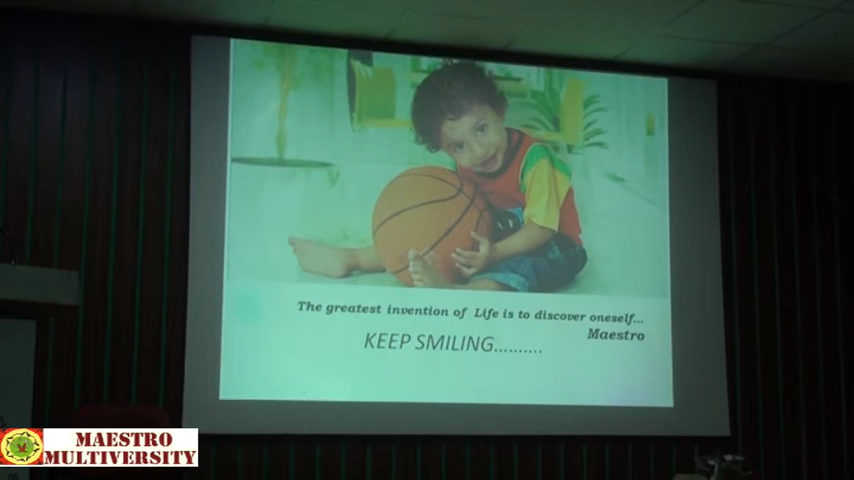 The greatest invention of Life is to discover oneself...
Maestro
KEEP SMILING..........
MAESTRO
MULTIVERSITY